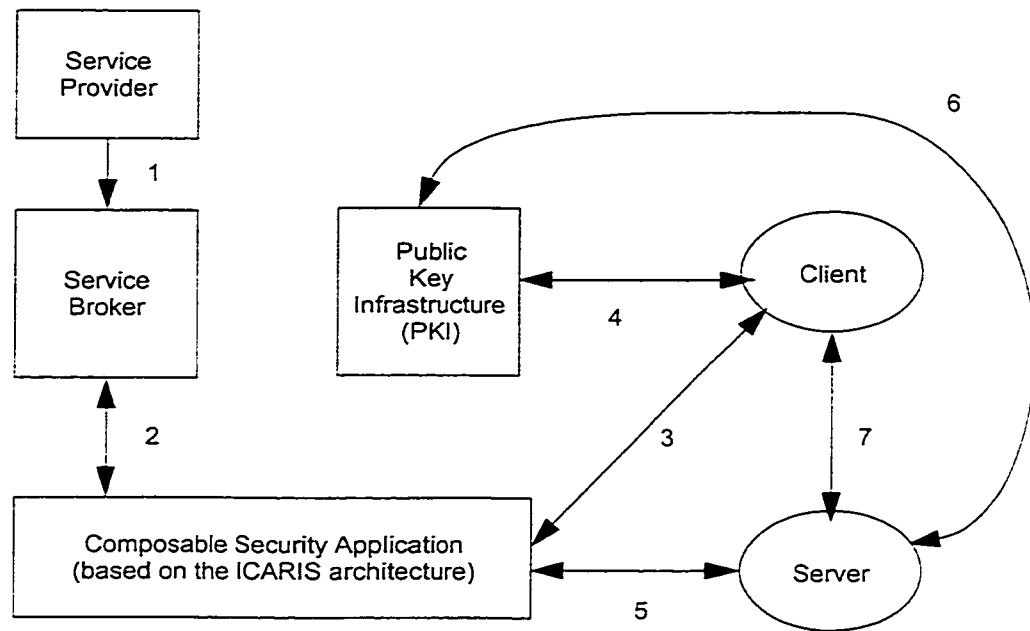 Service
Provider
1
6
Service
Broker
Public
Key
Infrastructure
(PKI)
Client
4
2
3
7
Composable Security Application
(based on the ICARIS architecture)
Server
5